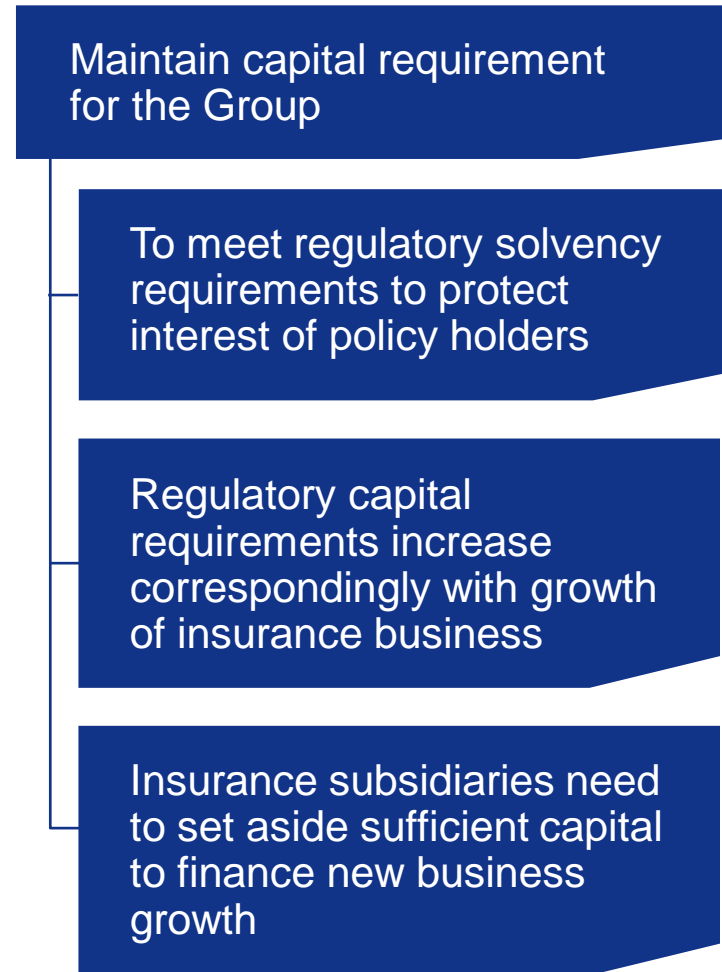 Maintain capital requirement
for the Group
To meet regulatory solvency
requirements to protect
interest of policy holders
Regulatory capital
requirements increase
correspondingly with growth
of insurance business
Insurance subsidiaries need
to set aside sufficient capital
to finance new business
growth